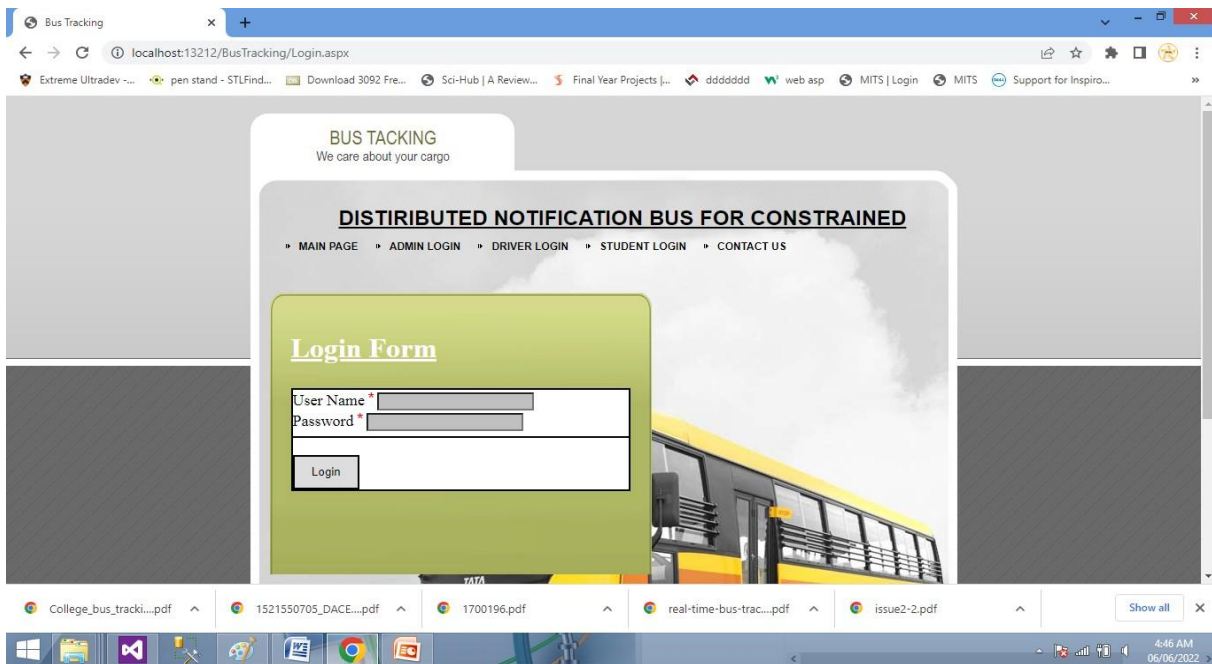 Bus Tracking
localhost:13212/BusTracking/Login.aspx
Extreme Ultradev -... pen stand - STLFind... Download 3092 Fre... Sci-Hub | A Review... Final Year Projects |... ddddddd web asp MITS | Login MITS Support for Inspiro... »
BUS TACKING
We care about your cargo
DISTIRIBUTED NOTIFICATION BUS FOR CONSTRAINED
MAIN PAGE ADMIN LOGIN DRIVER LOGIN STUDENT LOGIN CONTACT US
Login Form
User Name *
Password *
Login
TATA
College_bus_tracki....pdf 1521550705_DACE....pdf 1700196.pdf real-time-bus-trac....pdf issue2-2.pdf Show all
4:46 AM
06/06/2022